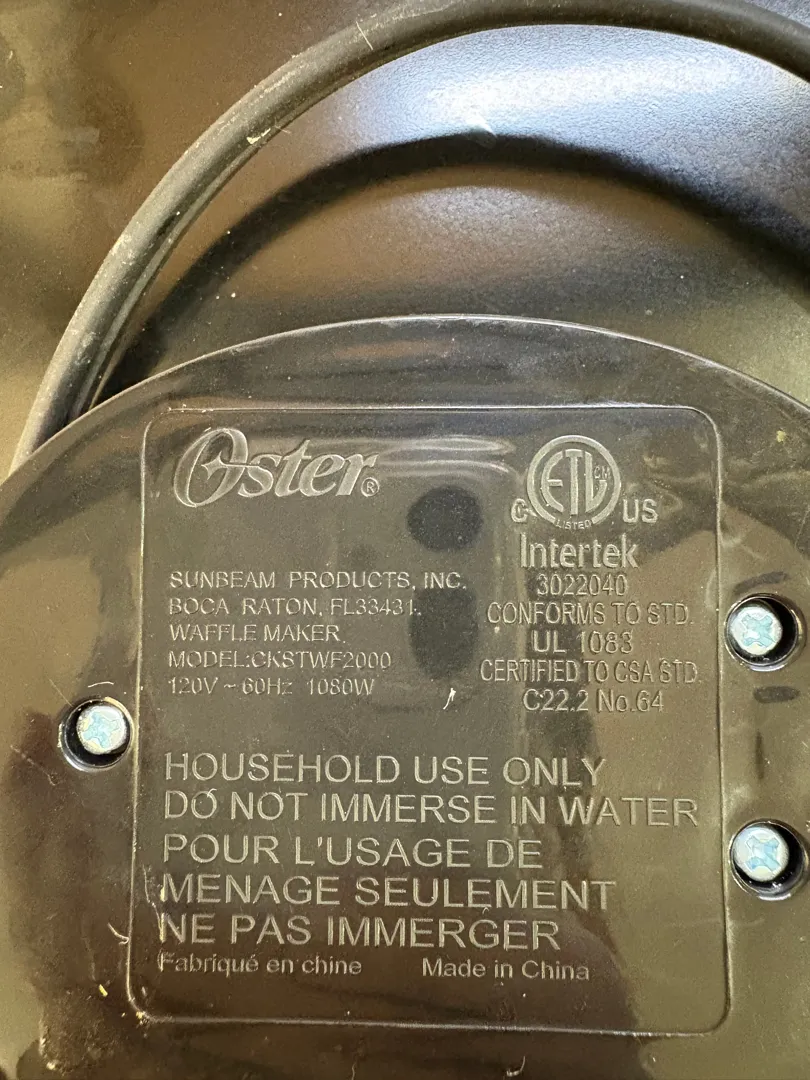 Oster®
SUNBEAM PRODUCTS, INC.
BOCA RATON, FL33431.
WAFFLE MAKER
MODEL:CKSTWF2000
120V ~ 60Hz 1080W
ETL CM
LISTED
C US
Intertek
3022040
CONFORMS TO STD.
UL 1083
CERTIFIED TO CSA STD.
C22.2 No.64
HOUSEHOLD USE ONLY
DO NOT IMMERSE IN WATER
POUR L'USAGE DE
MENAGE SEULEMENT
NE PAS IMMERGER
Fabriqué en chine Made in China